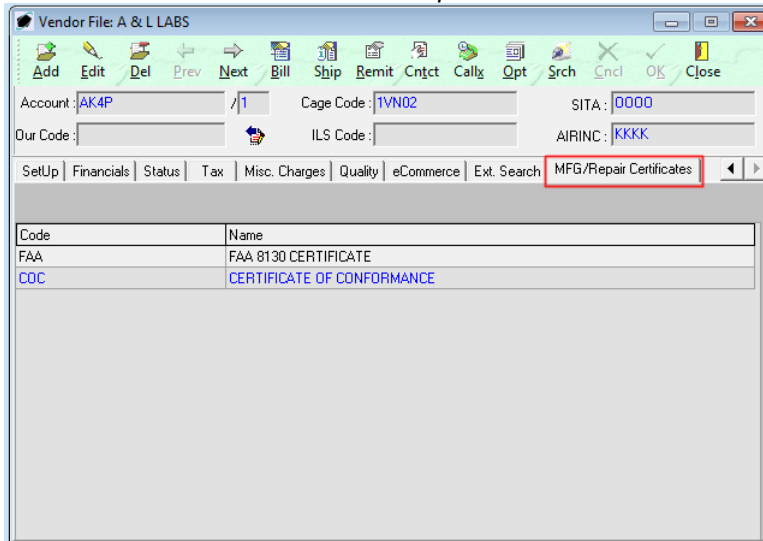 Vendor File: A & L LABS
Add Edit Del Prev Next Bill Ship Remit Cntct Callx Opt Srch Cncl OK Close
Account : AK4P / 1 Cage Code : 1VN02 SITA : 0000
Our Code : ILS Code : AIRINC : KKKK
SetUp Financials Status Tax Misc. Charges Quality eCommerce Ext. Search MFG/Repair Certificates
Code Name
FAA FAA 8130 CERTIFICATE
COC CERTIFICATE OF CONFORMANCE